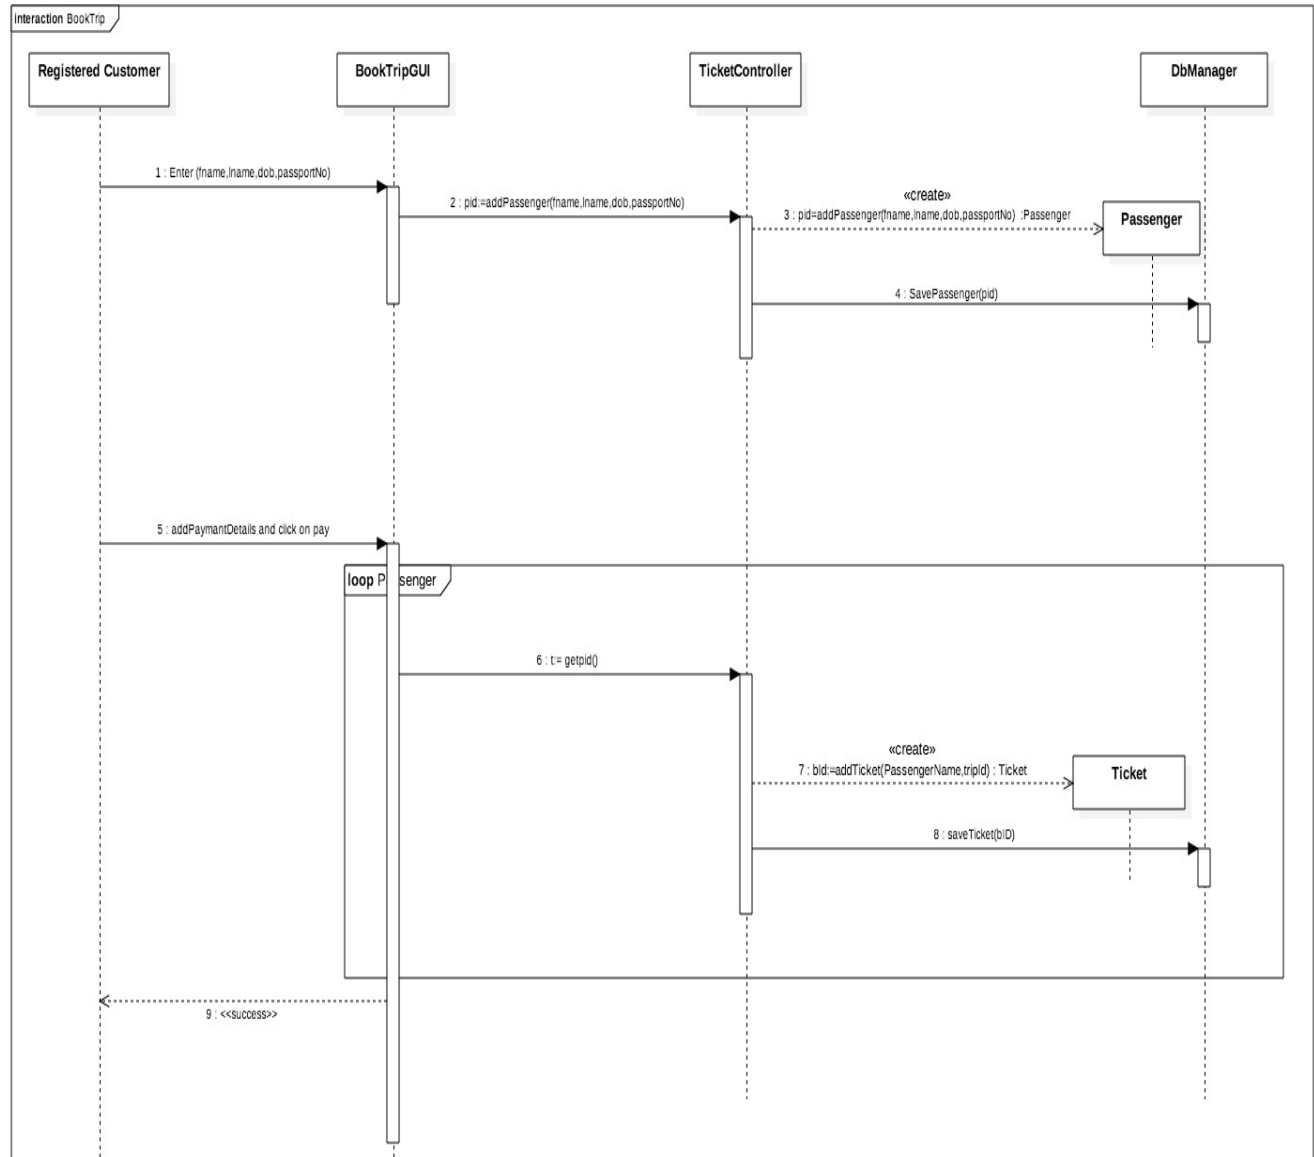 interaction BookTrip
Registered Customer
BookTripGUI
TicketController
DbManager
1 : Enter (fname,lname,dob,passportNo)
2 : pid:=addPassenger(fname,lname,dob,passportNo)
«create»
3 : pid=addPassenger(fname,lname,dob,passportNo) :Passenger
Passenger
4 : SavePassenger(pid)
5 : addPaymantDetails and click on pay
loop P senger
6 : t:= getpid()
«create»
7 : bId:=addTicket(PassengerName,tripId) : Ticket
Ticket
8 : saveTicket(bID)
9 : <<success>>